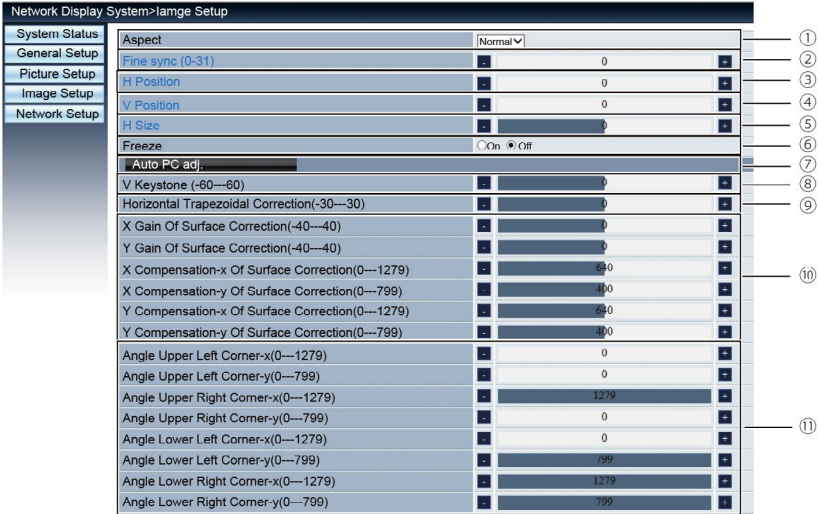 Network Display System>Iamge Setup
System Status
General Setup
Picture Setup
Image Setup
Network Setup
Aspect Normal ①
Fine sync (0-31) - 0 + ②
H Position - 0 + ③
V Position - 0 + ④
H Size - 0 + ⑤
Freeze On Off ⑥
Auto PC adj. ⑦
V Keystone (-60---60) - 0 + ⑧
Horizontal Trapezoidal Correction(-30---30) - 0 + ⑨
X Gain Of Surface Correction(-40---40) - 0 +
Y Gain Of Surface Correction(-40---40) - 0 +
X Compensation-x Of Surface Correction(0---1279) - 640 +
X Compensation-y Of Surface Correction(0---799) - 400 + ⑩
Y Compensation-x Of Surface Correction(0---1279) - 640 +
Y Compensation-y Of Surface Correction(0---799) - 400 +
Angle Upper Left Corner-x(0---1279) - 0 +
Angle Upper Left Corner-y(0---799) - 0 +
Angle Upper Right Corner-x(0---1279) - 1279 +
Angle Upper Right Corner-y(0---799) - 0 + ⑪
Angle Lower Left Corner-x(0---1279) - 0 +
Angle Lower Left Corner-y(0---799) - 799 +
Angle Lower Right Corner-x(0---1279) - 1279 +
Angle Lower Right Corner-y(0---799) - 799 +